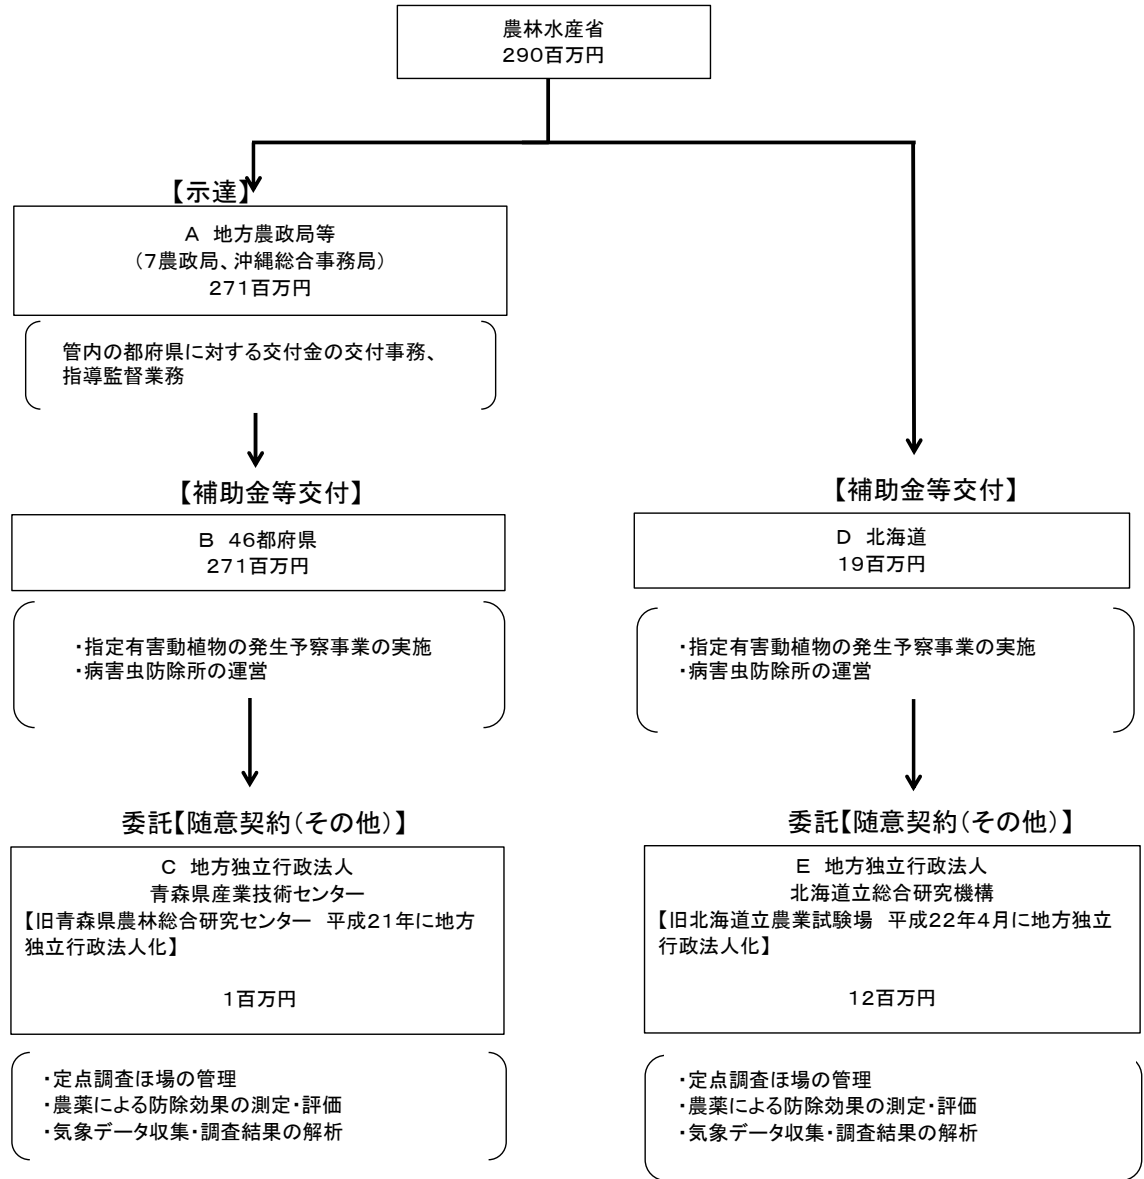 農林水産省
290百万円
【示達】
A　地方農政局等
（7農政局、沖縄総合事務局）
271百万円
管内の都府県に対する交付金の交付事務、
指導監督業務
【補助金等交付】
B　46都府県
271百万円
・指定有害動植物の発生予察事業の実施
・病害虫防除所の運営
委託【随意契約（その他）】
C　地方独立行政法人
青森県産業技術センター
【旧青森県農林総合研究センター　平成21年に地方
独立行政法人化】
1百万円
・定点調査ほ場の管理
・農薬による防除効果の測定・評価
・気象データ収集・調査結果の解析
【補助金等交付】
D　北海道
19百万円
・指定有害動植物の発生予察事業の実施
・病害虫防除所の運営
委託【随意契約（その他）】
E　地方独立行政法人
北海道立総合研究機構
【旧北海道立農業試験場　平成22年4月に地方独立
行政法人化】
12百万円
・定点調査ほ場の管理
・農薬による防除効果の測定・評価
・気象データ収集・調査結果の解析